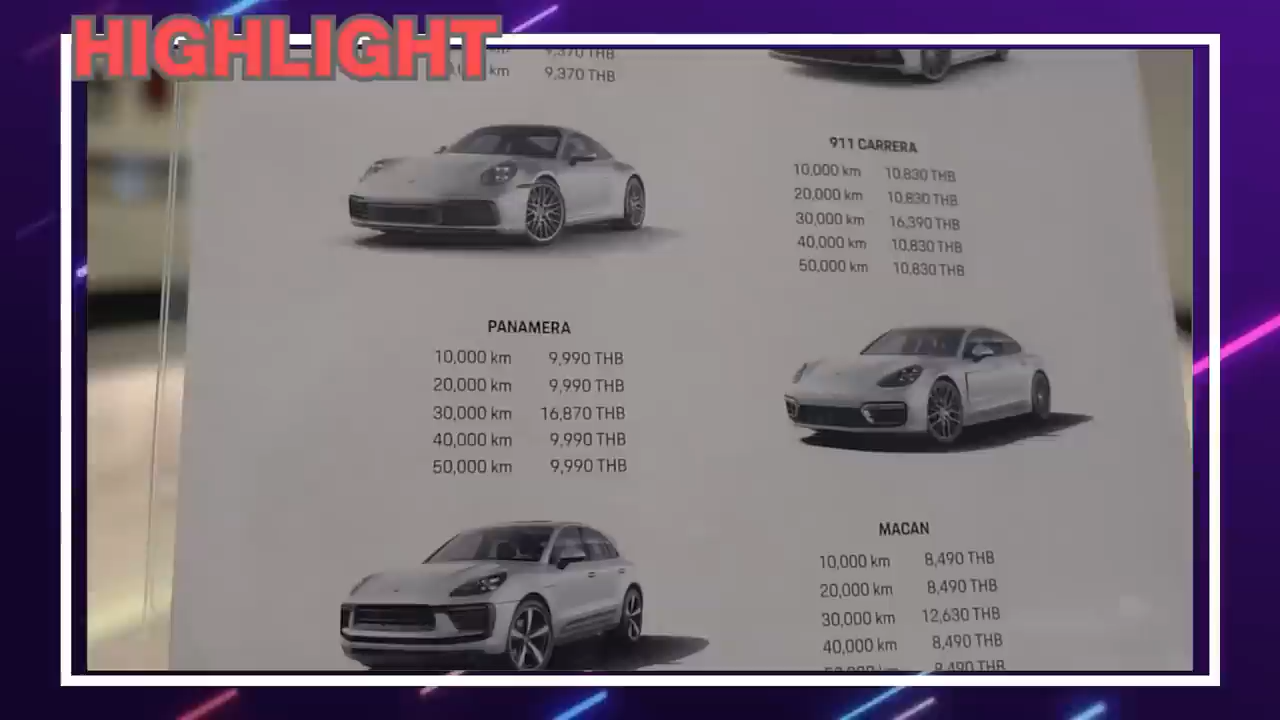 HIGHLIGHT
9,370 THB
km 9,370 THB
911 CARRERA
10,000 km 10,830 THB
20,000 km 10,830 THB
30,000 km 16,390 THB
40,000 km 10,830 THB
50,000 km 10,830 THB
PANAMERA
10,000 km 9,990 THB
20,000 km 9,990 THB
30,000 km 16,870 THB
40,000 km 9,990 THB
50,000 km 9,990 THB
MACAN
10,000 km 8,490 THB
20,000 km 8,490 THB
30,000 km 12,630 THB
40,000 km 8,490 THB
50,000 km 8,490 THB